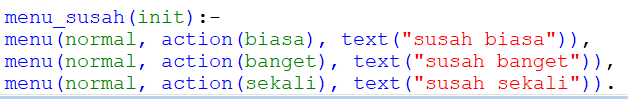 menu_susah(init):-
menu(normal, action(biasa), text("susah biasa")),
menu(normal, action(banget), text("susah banget")),
menu(normal, action(sekali), text("susah sekali")).